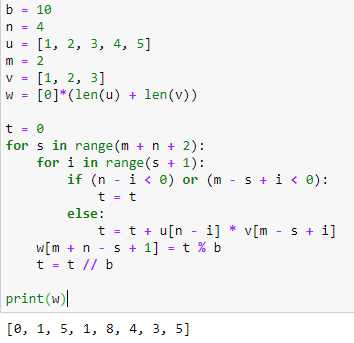 b = 10
n = 4
u = [1, 2, 3, 4, 5]
m = 2
v = [1, 2, 3]
w = [0]*(len(u) + len(v))

t = 0
for s in range(m + n + 2):
    for i in range(s + 1):
        if (n - i < 0) or (m - s + i < 0):
            t = t
        else:
            t = t + u[n - i] * v[m - s + i]
    w[m + n - s + 1] = t % b
    t = t // b

print(w)

[0, 1, 5, 1, 8, 4, 3, 5]